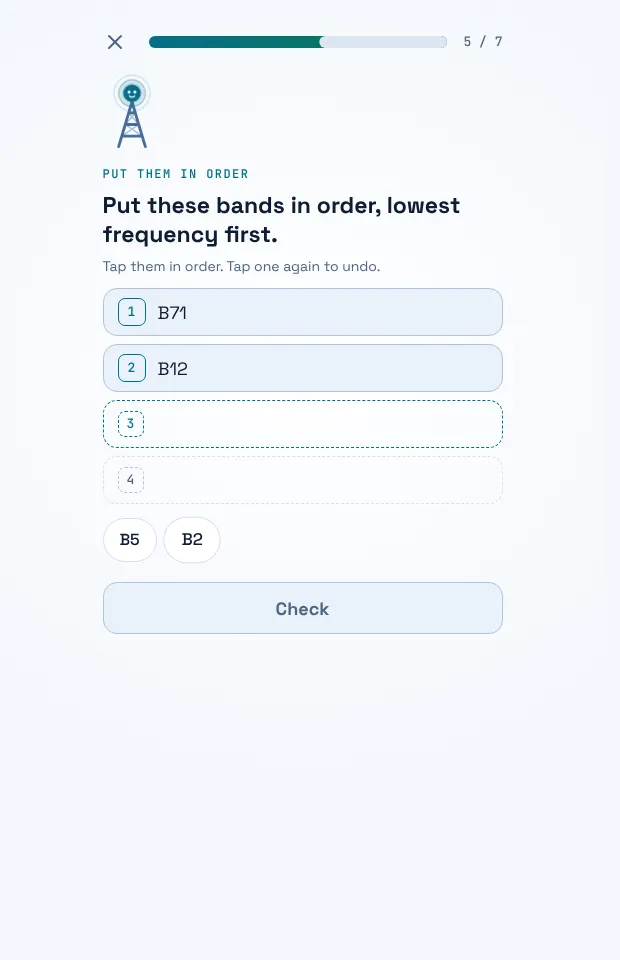 5 / 7
PUT THEM IN ORDER
Put these bands in order, lowest
frequency first.
Tap them in order. Tap one again to undo.
1 B71
2 B12
3
4
B5 B2
Check